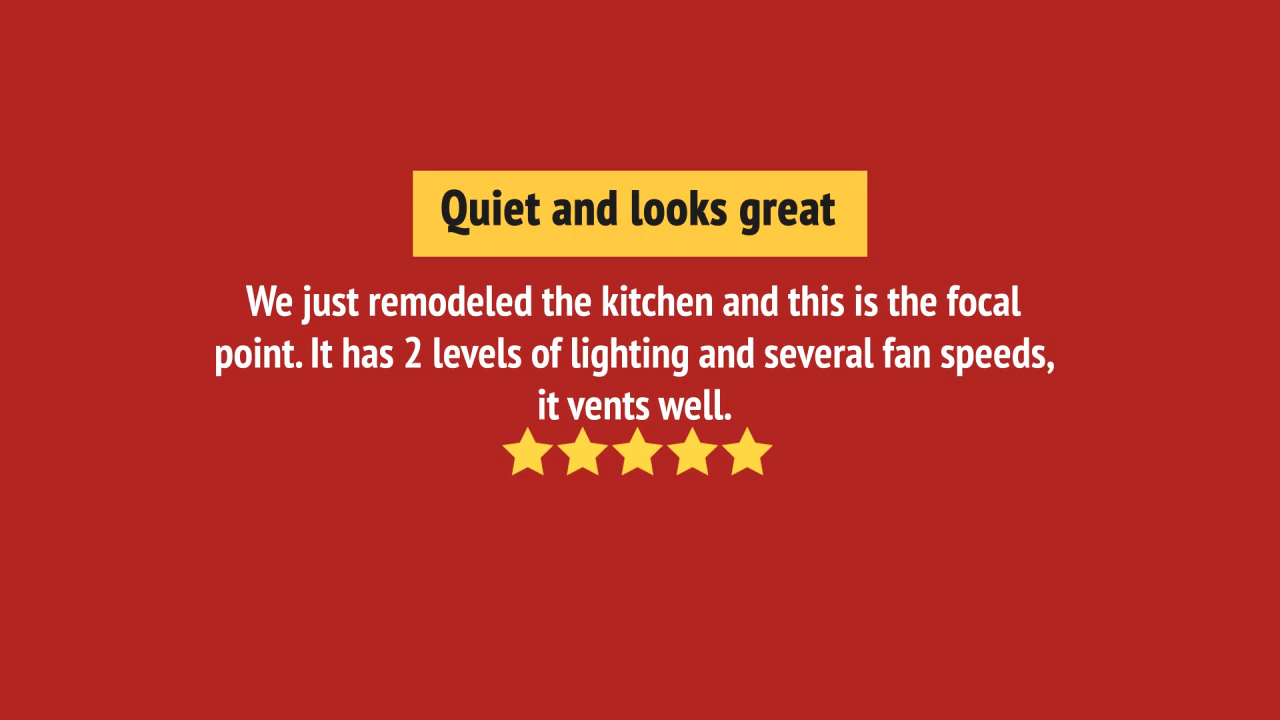 Quiet and looks great
We just remodeled the kitchen and this is the focal
point. It has 2 levels of lighting and several fan speeds,
it vents well.